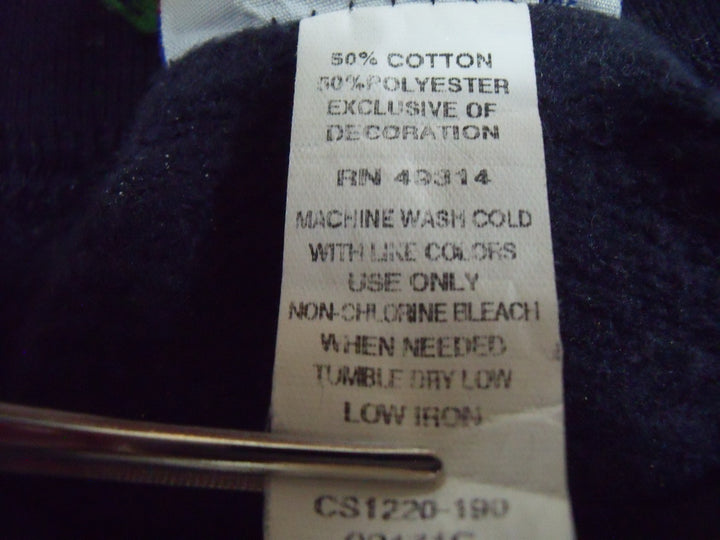 50% COTTON
50% POLYESTER
EXCLUSIVE OF
DECORATION
RN 49314
MACHINE WASH COLD
WITH LIKE COLORS
USE ONLY
NON-CHLORINE BLEACH
WHEN NEEDED
TUMBLE DRY LOW
LOW IRON
CS1220-190